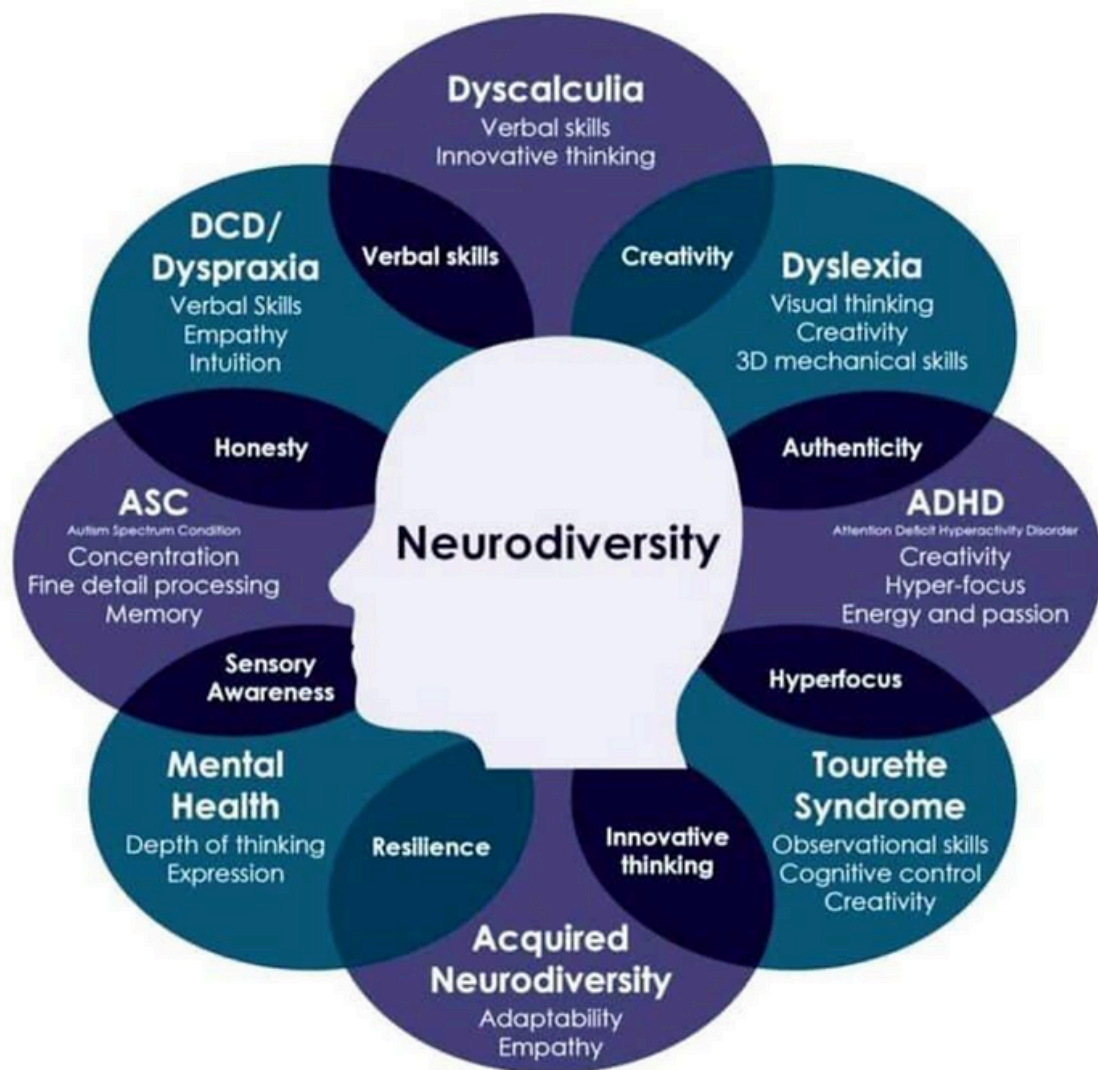 Dyscalculia
Verbal skills
Innovative thinking
Verbal skills
Creativity
DCD/
Dyspraxia
Verbal Skills
Empathy
Intuition
Dyslexia
Visual thinking
Creativity
3D mechanical skills
Honesty
Authenticity
ASC
Autism Spectrum Condition
Concentration
Fine detail processing
Memory
Neurodiversity
ADHD
Attention Deficit Hyperactivity Disorder
Creativity
Hyper-focus
Energy and passion
Sensory
Awareness
Hyperfocus
Mental
Health
Depth of thinking
Expression
Resilience
Innovative
thinking
Tourette
Syndrome
Observational skills
Cognitive control
Creativity
Acquired
Neurodiversity
Adaptability
Empathy